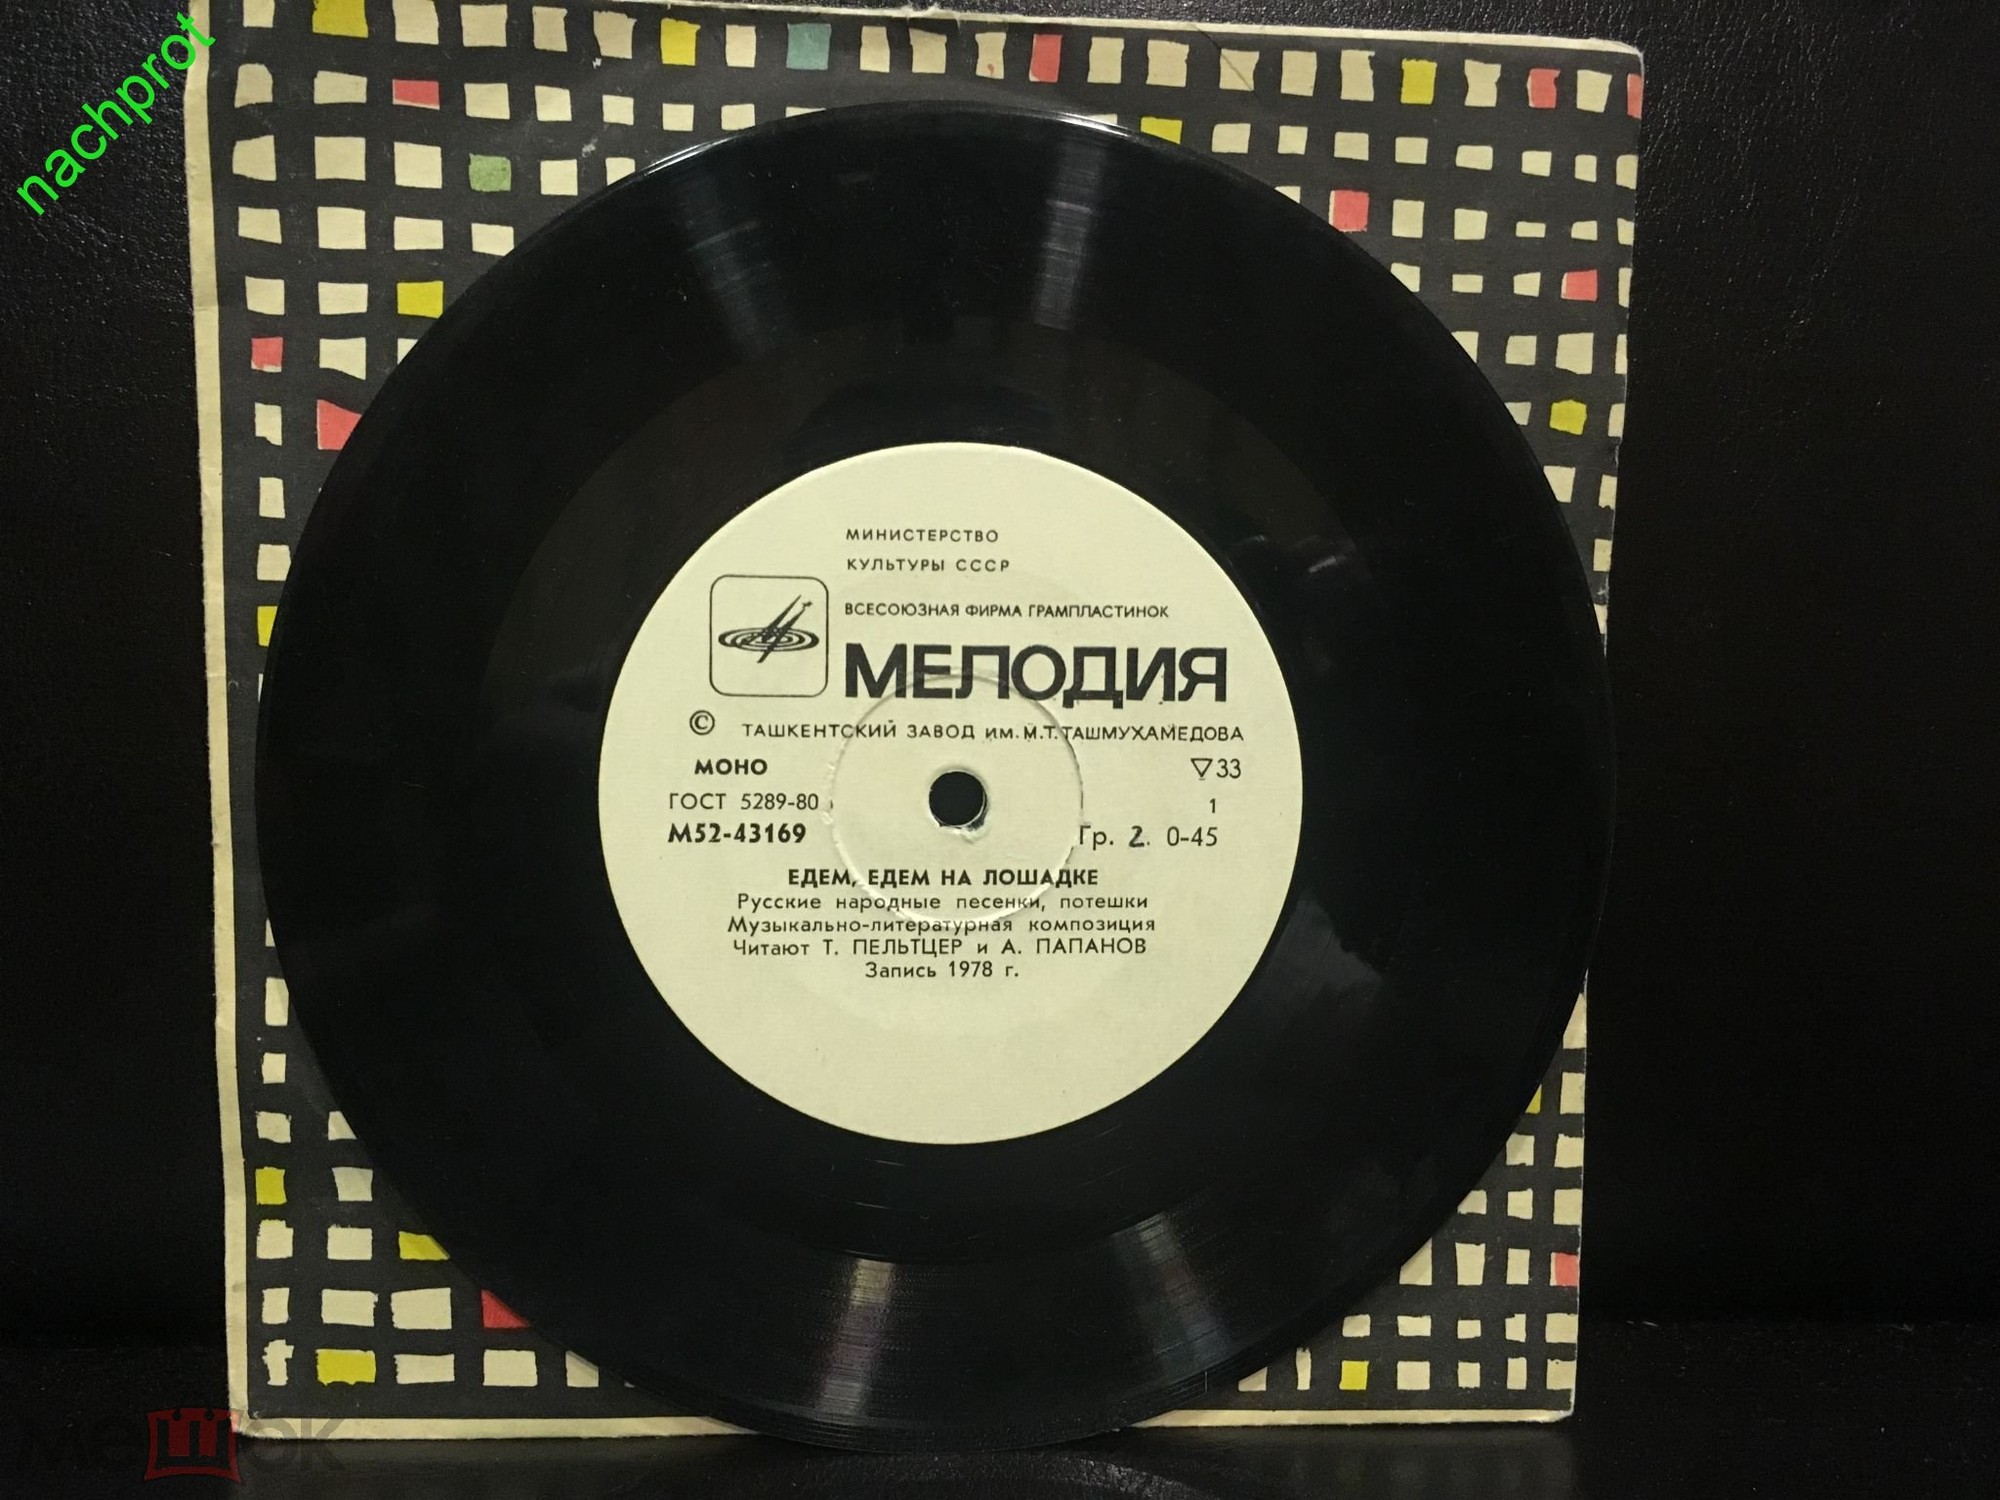 nachprot
МИНИСТЕРСТВО
КУЛЬТУРЫ СССР
ВСЕСОЮЗНАЯ ФИРМА ГРАМПЛАСТИНОК
МЕЛОДИЯ
© ТАШКЕНТСКИЙ ЗАВОД им. М.Т. ТАШМУХАМЕДОВА
МОНО ▽33
ГОСТ 5289-80 1
М52-43169 Гр. 2. 0-45
ЕДЕМ, ЕДЕМ НА ЛОШАДКЕ
Русские народные песенки, потешки
Музыкально-литературная композиция
Читают Т. ПЕЛЬТЦЕР и А. ПАПАНОВ
Запись 1978 г.
мешок